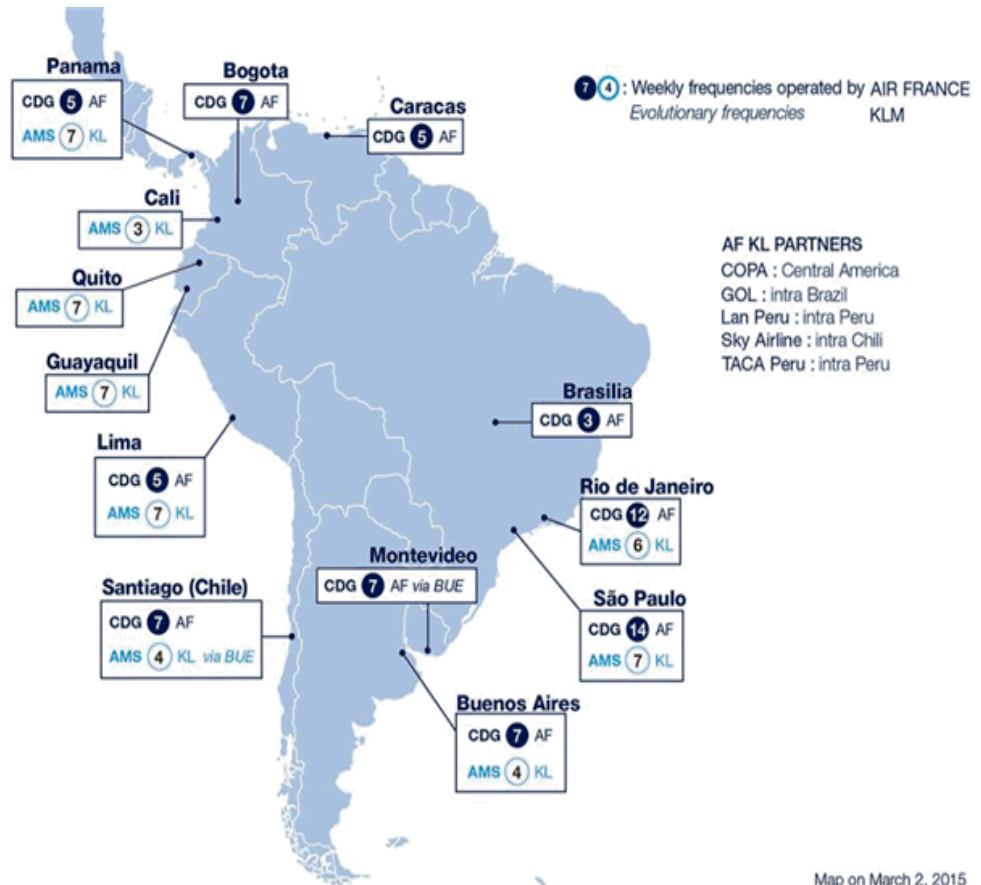 Panama
CDG 5 AF
AMS 7 KL
Bogota
CDG 7 AF
Caracas
CDG 5 AF
7 4 : Weekly frequencies operated by AIR FRANCE
Evolutionary frequencies KLM
Cali
AMS 3 KL
Quito
AMS 7 KL
Guayaquil
AMS 7 KL
AF KL PARTNERS
COPA : Central America
GOL : intra Brazil
Lan Peru : intra Peru
Sky Airline : intra Chili
TACA Peru : intra Peru
Brasilia
CDG 3 AF
Lima
CDG 5 AF
AMS 7 KL
Rio de Janeiro
CDG 12 AF
AMS 6 KL
Montevideo
CDG 7 AF via BUE
Santiago (Chile)
CDG 7 AF
AMS 4 KL via BUE
São Paulo
CDG 14 AF
AMS 7 KL
Buenos Aires
CDG 7 AF
AMS 4 KL
Map on March 2, 2015